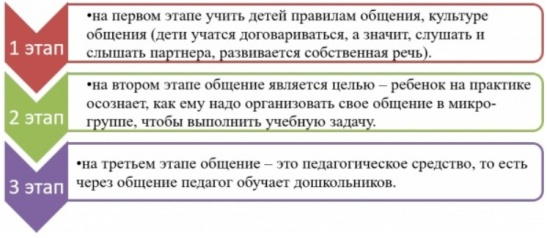 1 этап
•на первом этапе учить детей правилам общения, культуре
общения (дети учатся договариваться, а значит, слушать и
слышать партнера, развивается собственная речь).
2 этап
•на втором этапе общение является целью – ребенок на практике
осознает, как ему надо организовать свое общение в микро-
группе, чтобы выполнить учебную задачу.
3 этап
•на третьем этапе общение – это педагогическое средство, то есть
через общение педагог обучает дошкольников.